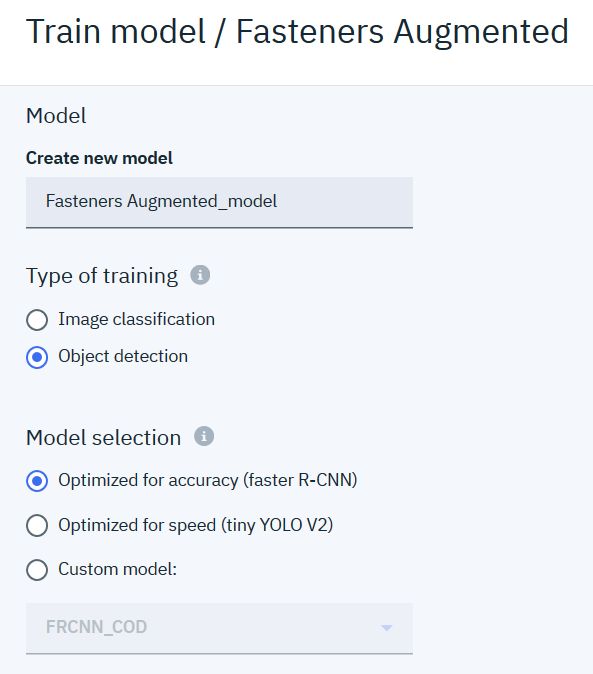 Train model / Fasteners Augmented
Model
Create new model
Fasteners Augmented_model
Type of training
Image classification
Object detection
Model selection
Optimized for accuracy (faster R-CNN)
Optimized for speed (tiny YOLO V2)
Custom model:
FRCNN_COD